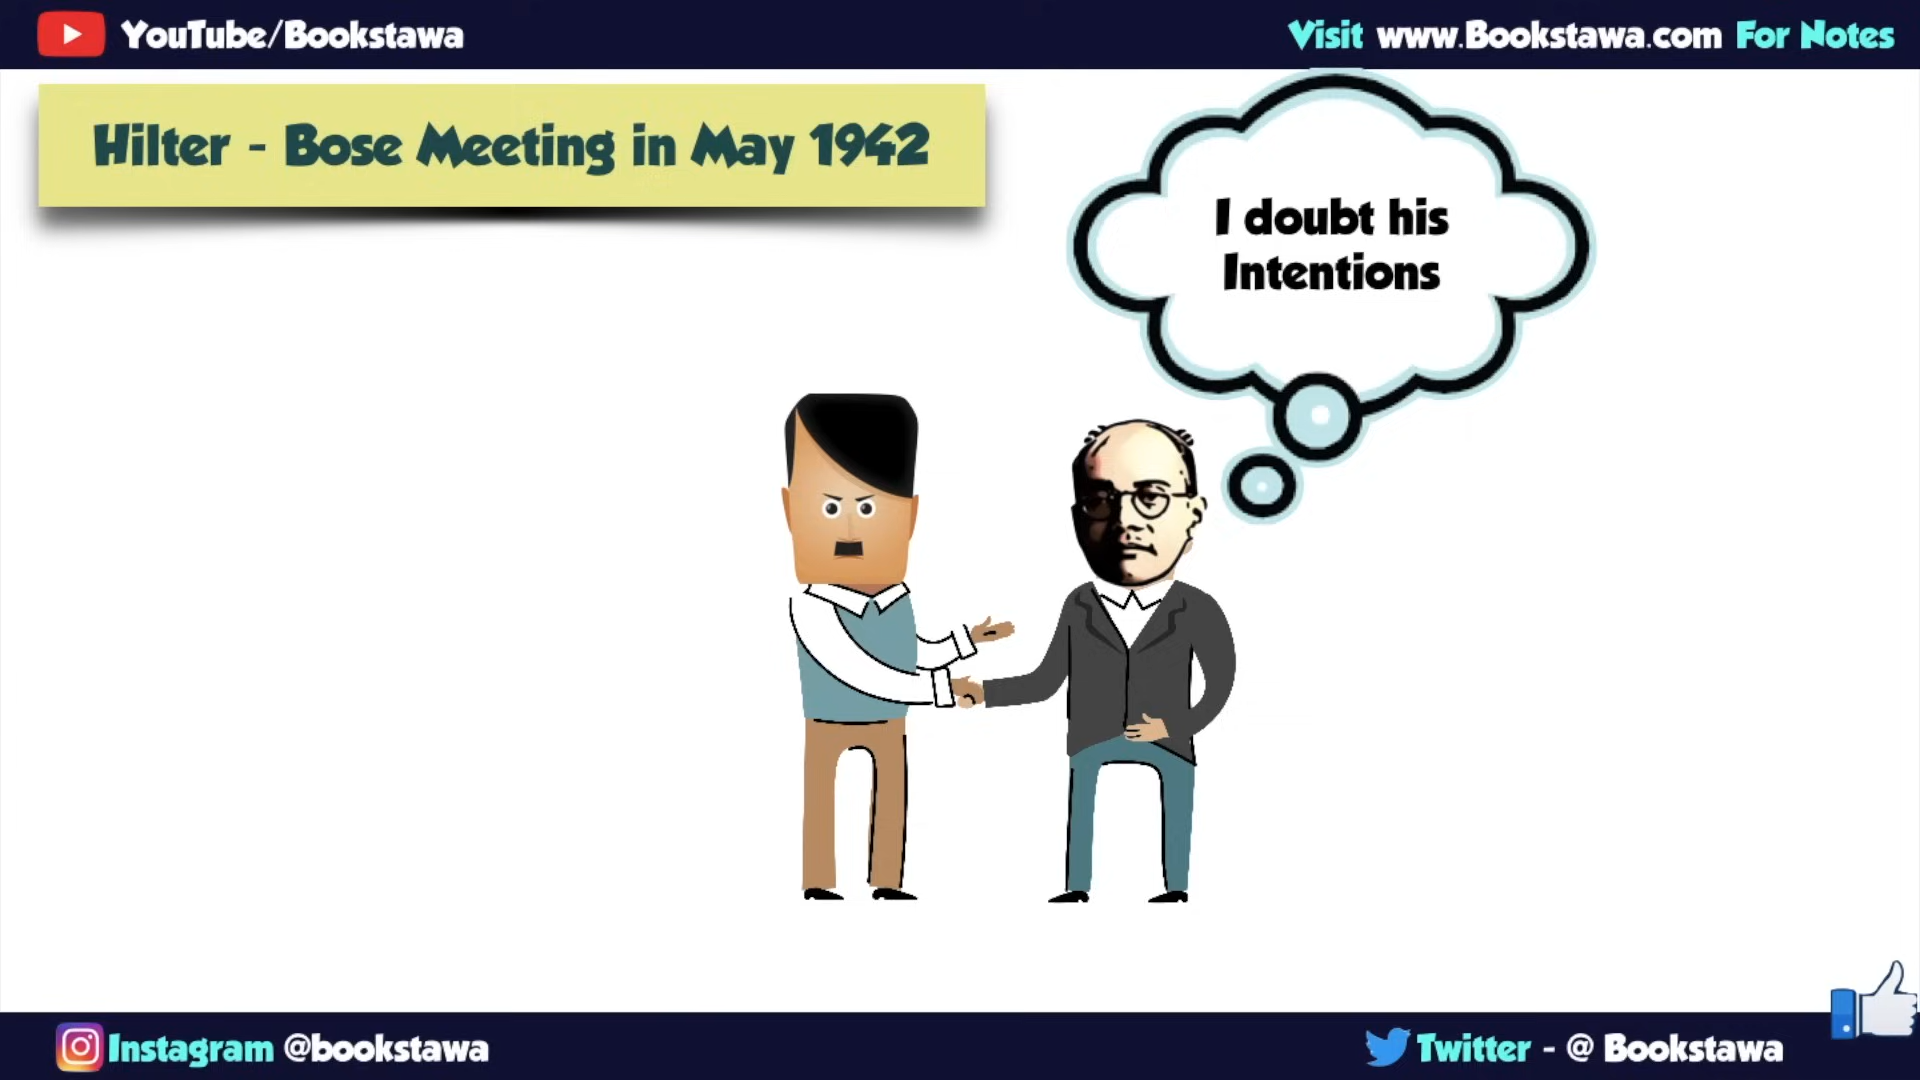 YouTube/Bookstawa
Visit www.Bookstawa.com For Notes
Hilter - Bose Meeting in May 1942
I doubt his
Intentions
Instagram @bookstawa
Twitter - @ Bookstawa